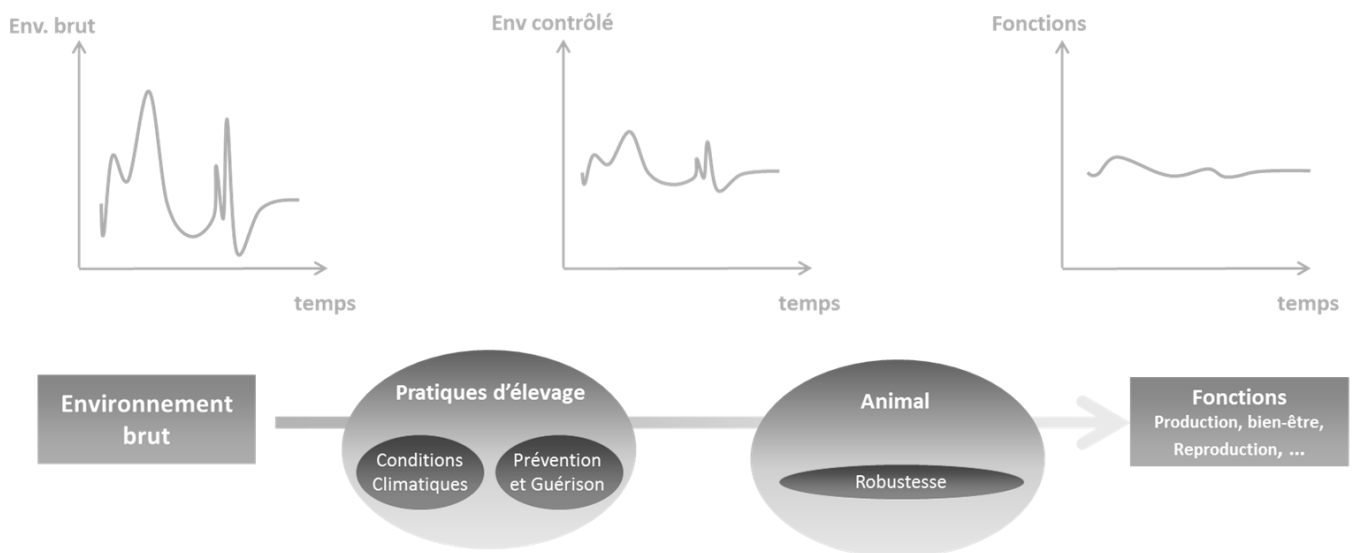 Env. brut
Env contrôlé
Fonctions
temps
temps
temps
Environnement
brut
Pratiques d'élevage
Conditions
Climatiques
Prévention
et Guérison
Animal
Robustesse
Fonctions
Production, bien-être,
Reproduction, ...